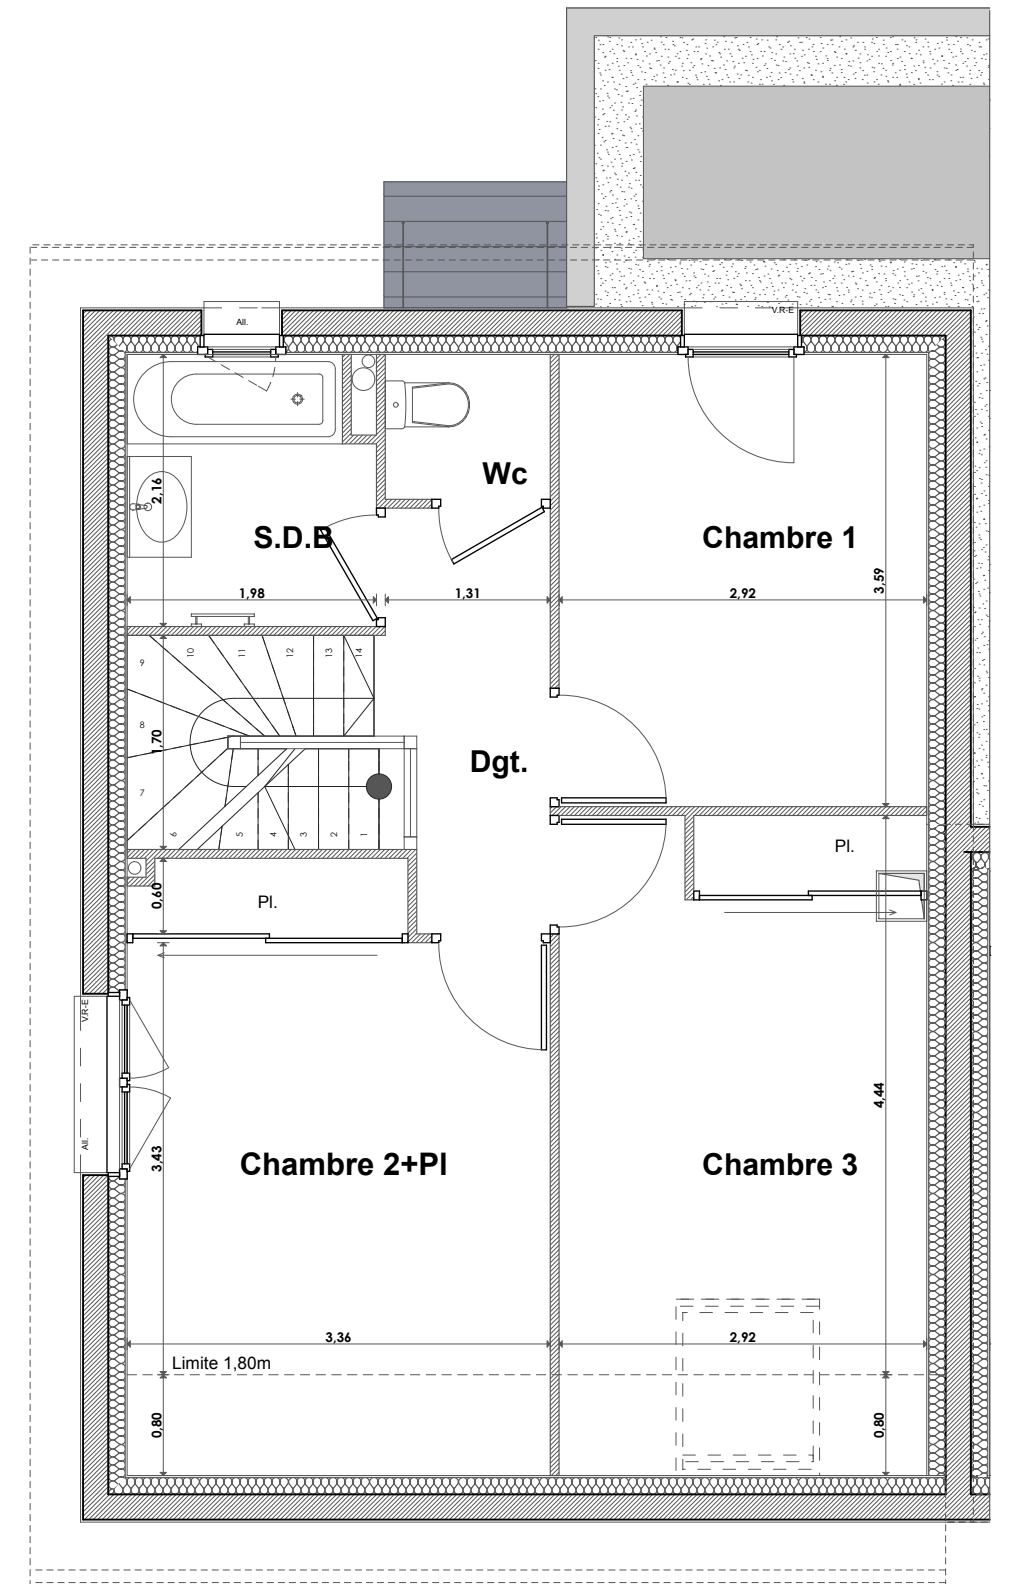 V.R-E
All.
Wc
2,16
S.D.B
Chambre 1
3,59
1,98
1,31
2,92
9
10
11
12
13
14
8
1,70
Dgt.
7
6
5
4
3
2
1
Pl.
0,60
Pl.
V.R-E
4,44
All.
3,43
Chambre 2+Pl
Chambre 3
3,36
2,92
Limite 1,80m
0,80
0,80